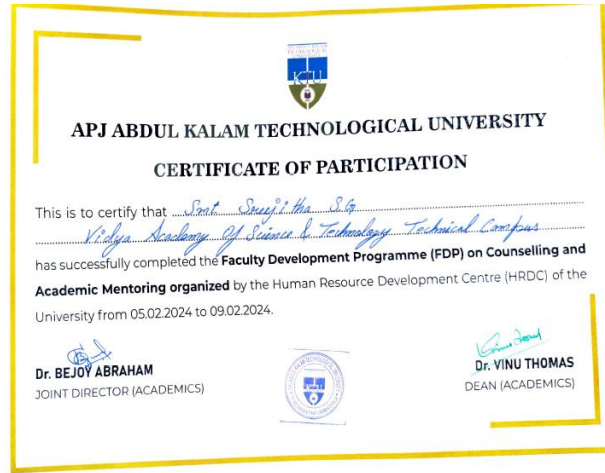 KTU
APJ ABDUL KALAM TECHNOLOGICAL UNIVERSITY
CERTIFICATE OF PARTICIPATION
This is to certify that Smt Sreejitha S.G
Vidya Academy Of Science & Technology Technical Campus
has successfully completed the Faculty Development Programme (FDP) on Counselling and
Academic Mentoring organized by the Human Resource Development Centre (HRDC) of the
University from 05.02.2024 to 09.02.2024.
Dr. BEJOY ABRAHAM
JOINT DIRECTOR (ACADEMICS)
Dr. VINU THOMAS
DEAN (ACADEMICS)